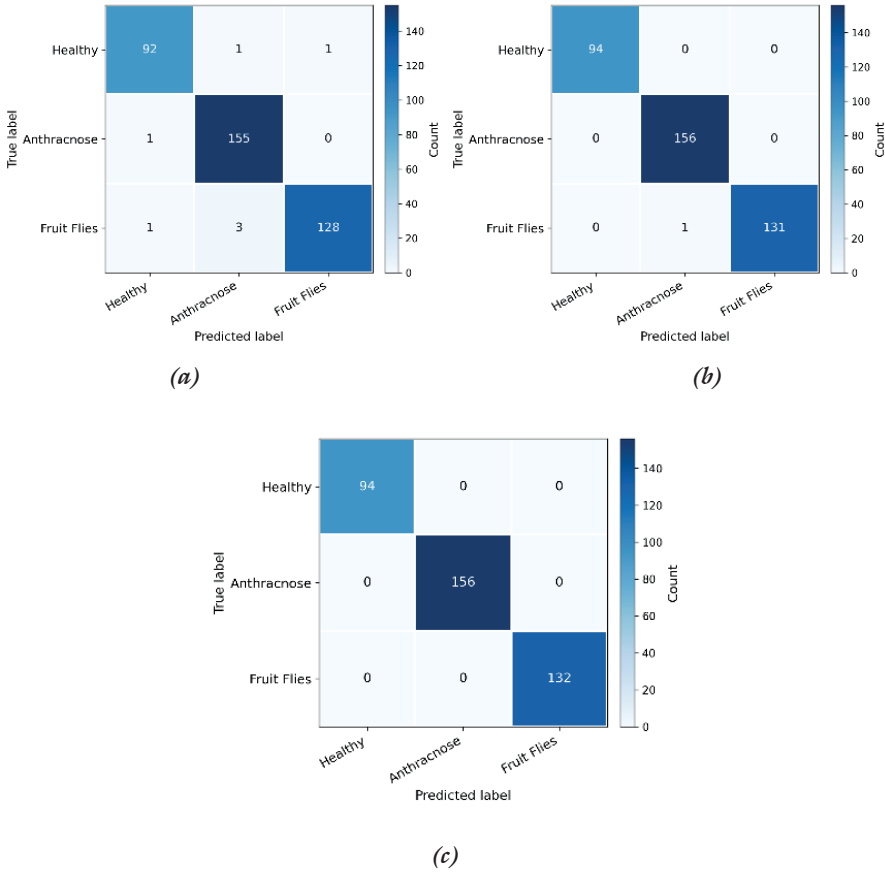 Healthy 92 1 1
Anthracnose 1 155 0
Fruit Flies 1 3 128
True label
Healthy Anthracnose Fruit Flies
Predicted label
140
120
100
80
60
40
20
0
Count
(a)
Healthy 94 0 0
Anthracnose 0 156 0
Fruit Flies 0 1 131
True label
Healthy Anthracnose Fruit Flies
Predicted label
140
120
100
80
60
40
20
0
Count
(b)
Healthy 94 0 0
Anthracnose 0 156 0
Fruit Flies 0 0 132
True label
Healthy Anthracnose Fruit Flies
Predicted label
140
120
100
80
60
40
20
0
Count
(c)